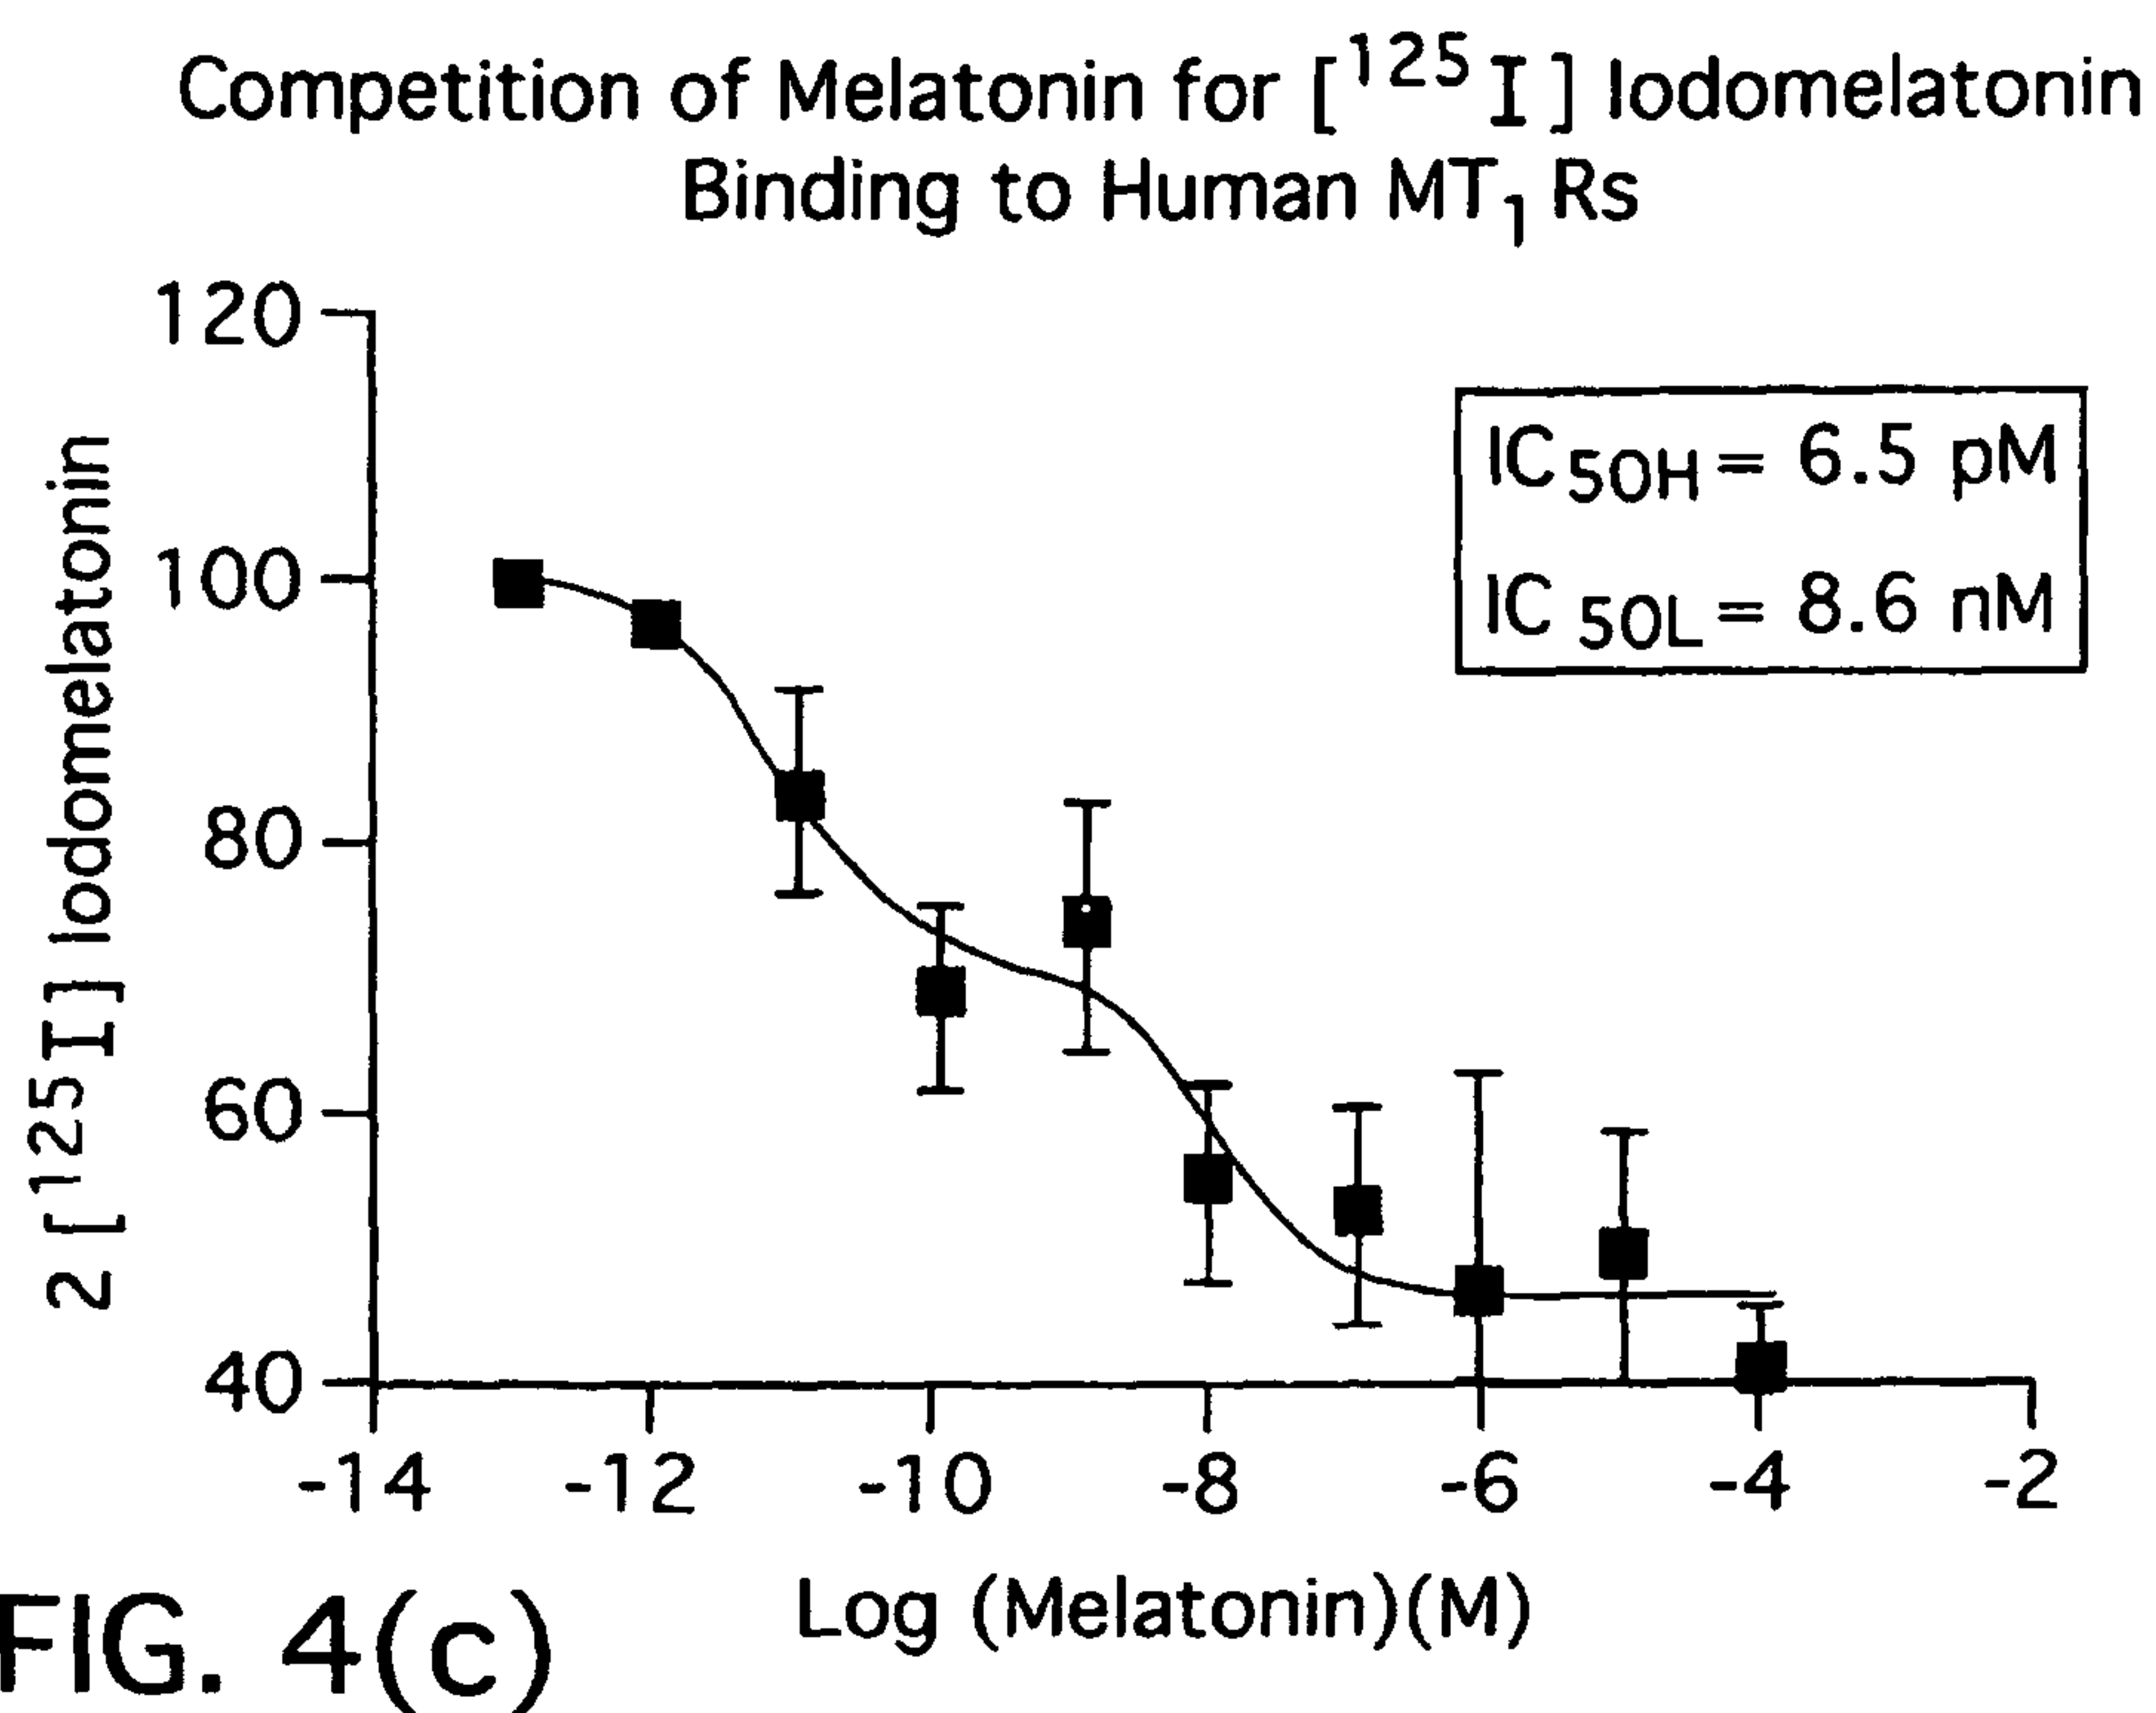 Competition of Melatonin for [¹²⁵I] Iodomelatonin
Binding to Human MT₁ Rs
2 [¹²⁵I] Iodomelatonin
120
100
80
60
40
IC₅₀H = 6.5 pM
IC₅₀L = 8.6 nM
-14 -12 -10 -8 -6 -4 -2
Log (Melatonin)(M)
FIG. 4(c)